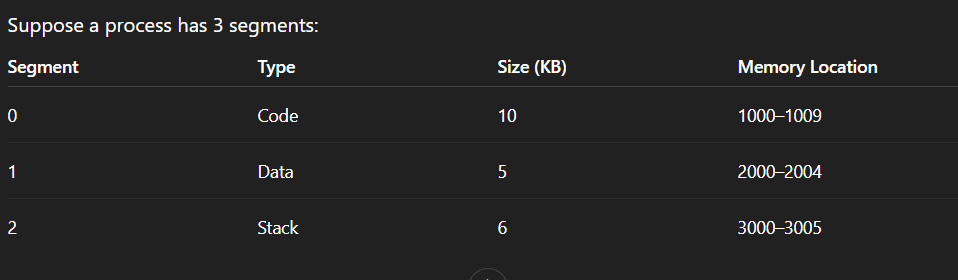 Suppose a process has 3 segments:
Segment Type Size (KB) Memory Location
0 Code 10 1000–1009
1 Data 5 2000–2004
2 Stack 6 3000–3005